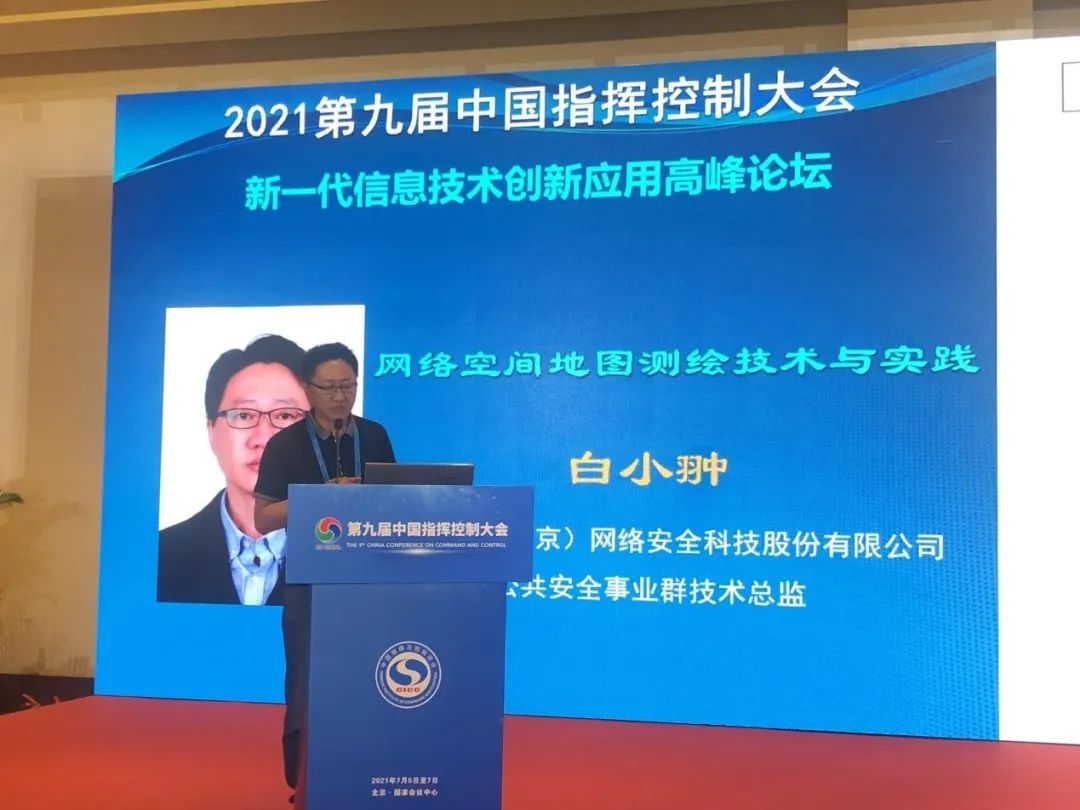 2021第九届中国指挥控制大会
新一代信息技术创新应用高峰论坛
网络空间地图测绘技术与实践
白小翀
京）网络安全科技股份有限公司
公共安全事业群技术总监
第九届中国指挥控制大会
THE 9th CHINA CONFERENCE ON COMMAND AND CONTROL
CICC
2021年7月5日至7日
北京·国家会议中心